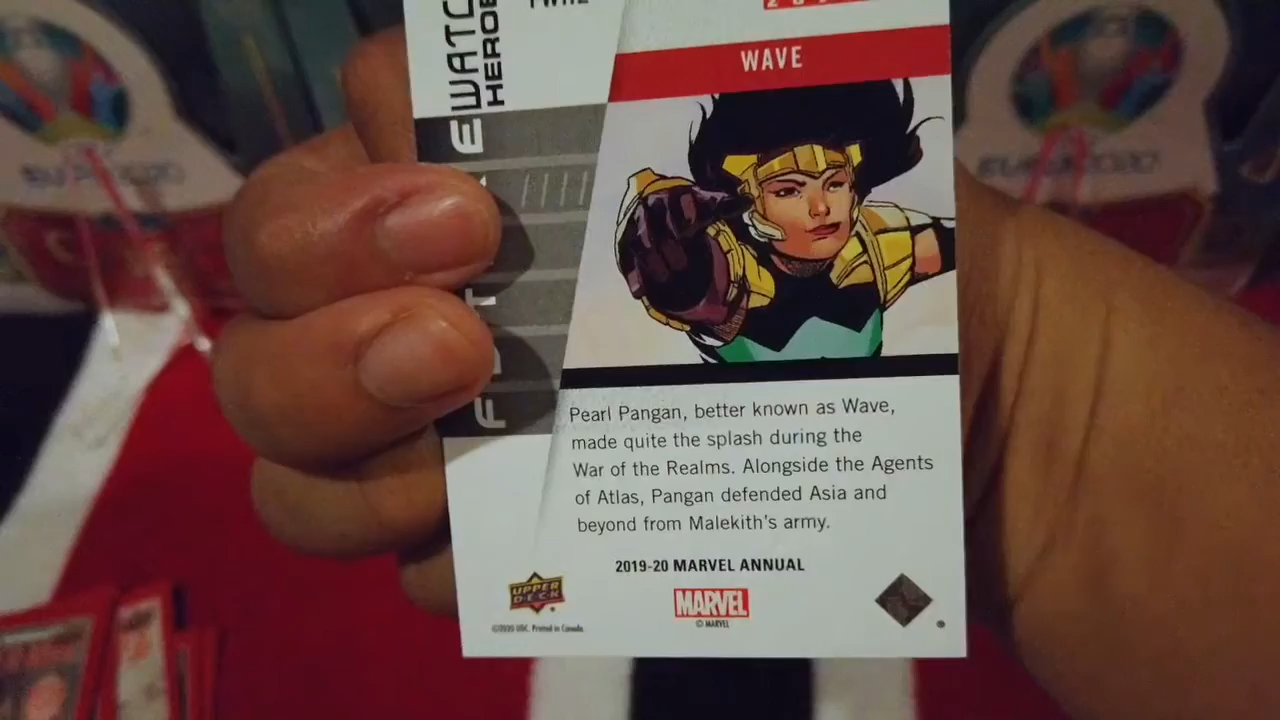 WAVE
Pearl Pangan, better known as Wave,
made quite the splash during the
War of the Realms. Alongside the Agents
of Atlas, Pangan defended Asia and
beyond from Malekith's army.
2019-20 MARVEL ANNUAL
UPPER
DECK
MARVEL
© MARVEL
©2020 UDC. Printed in Canada.
HEROE